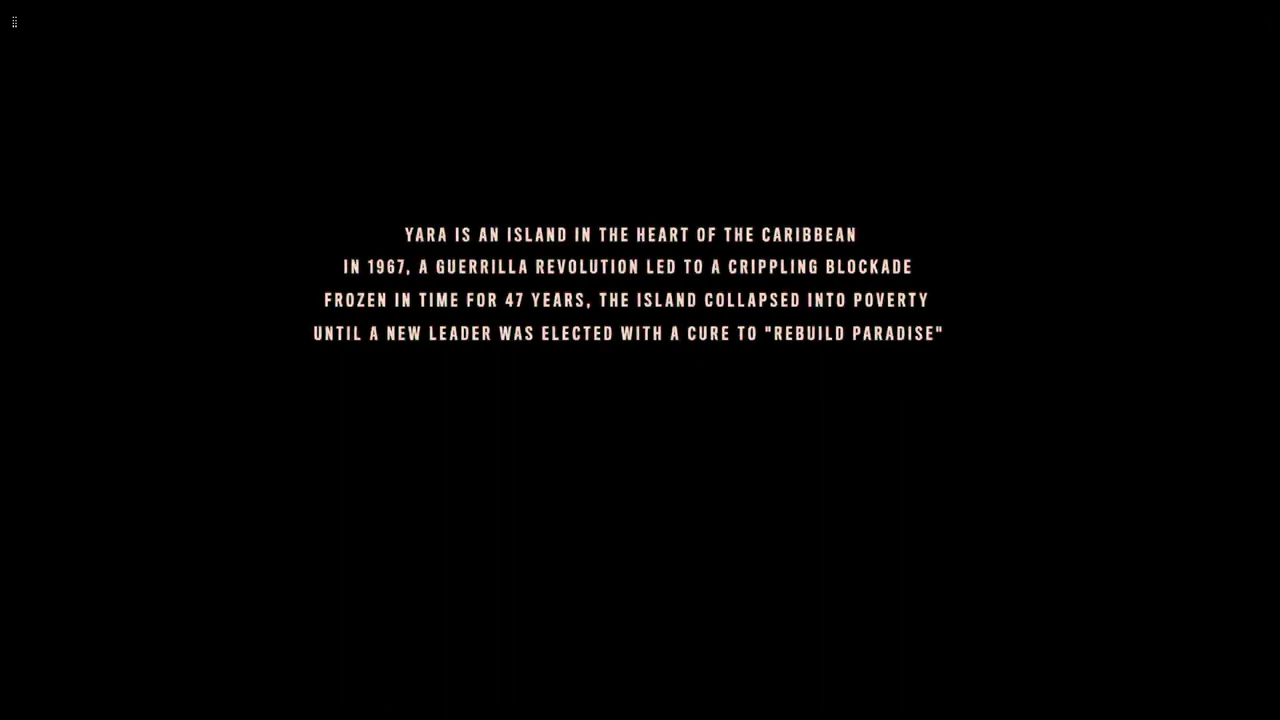 YARA IS AN ISLAND IN THE HEART OF THE CARIBBEAN
IN 1967, A GUERRILLA REVOLUTION LED TO A CRIPPLING BLOCKADE
FROZEN IN TIME FOR 47 YEARS, THE ISLAND COLLAPSED INTO POVERTY
UNTIL A NEW LEADER WAS ELECTED WITH A CURE TO "REBUILD PARADISE"